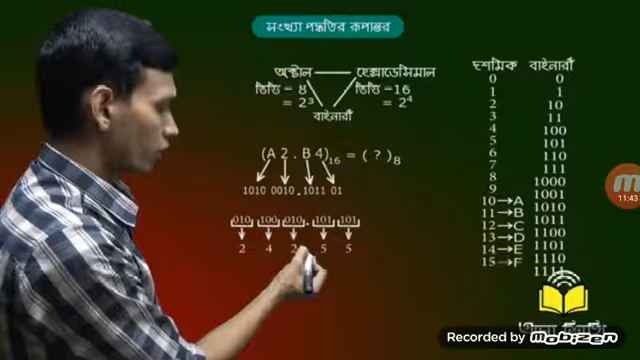 সংখ্যা পদ্ধতির রূপান্তর
অক্টাল হেক্সাডেসিমাল
ভিত্তি = ৪ ভিত্তি = 16
= 2³ = 2⁴
বাইনারী
(A 2 . B 4)₁₆ = ( ? )₈
1010 0010 . 1011 01
010 100 010 . 101 101
2 4 2 5 5
দশমিক বাইনারী
0 0
1 1
2 10
3 11
4 100
5 101
6 110
7 111
8 1000
9 1001
10→A 1010
11→B 1011
12→C 1100
13→D 1101
14→E 1110
15→F 1111
11:43
Recorded by mobizen